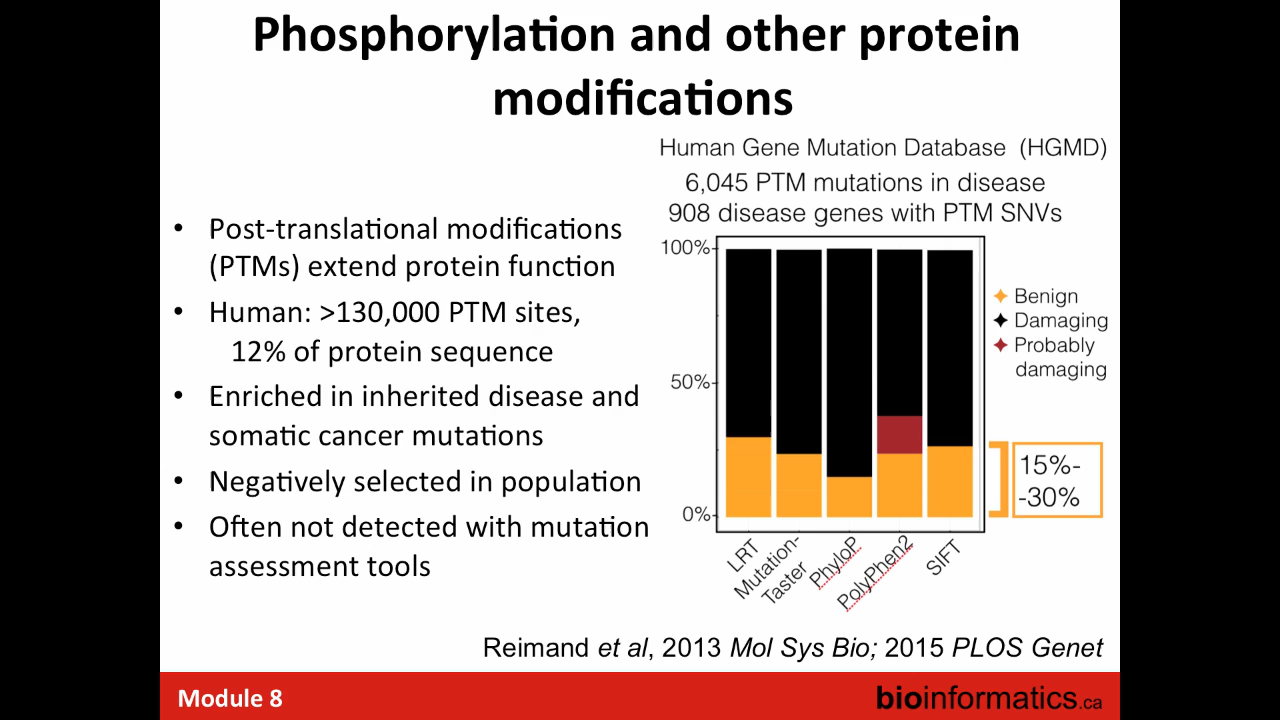 Phosphorylation and other protein
modifications
• Post-translational modifications
(PTMs) extend protein function
• Human: >130,000 PTM sites,
12% of protein sequence
• Enriched in inherited disease and
somatic cancer mutations
• Negatively selected in population
• Often not detected with mutation
assessment tools
Human Gene Mutation Database (HGMD)
6,045 PTM mutations in disease
908 disease genes with PTM SNVs
100%
50%
0%
Benign
Damaging
Probably
damaging
15%-
-30%
LRT
Mutation-
Taster
PhyloP
PolyPhen2
SIFT
Reimand et al, 2013 Mol Sys Bio; 2015 PLOS Genet
Module 8
bioinformatics.ca